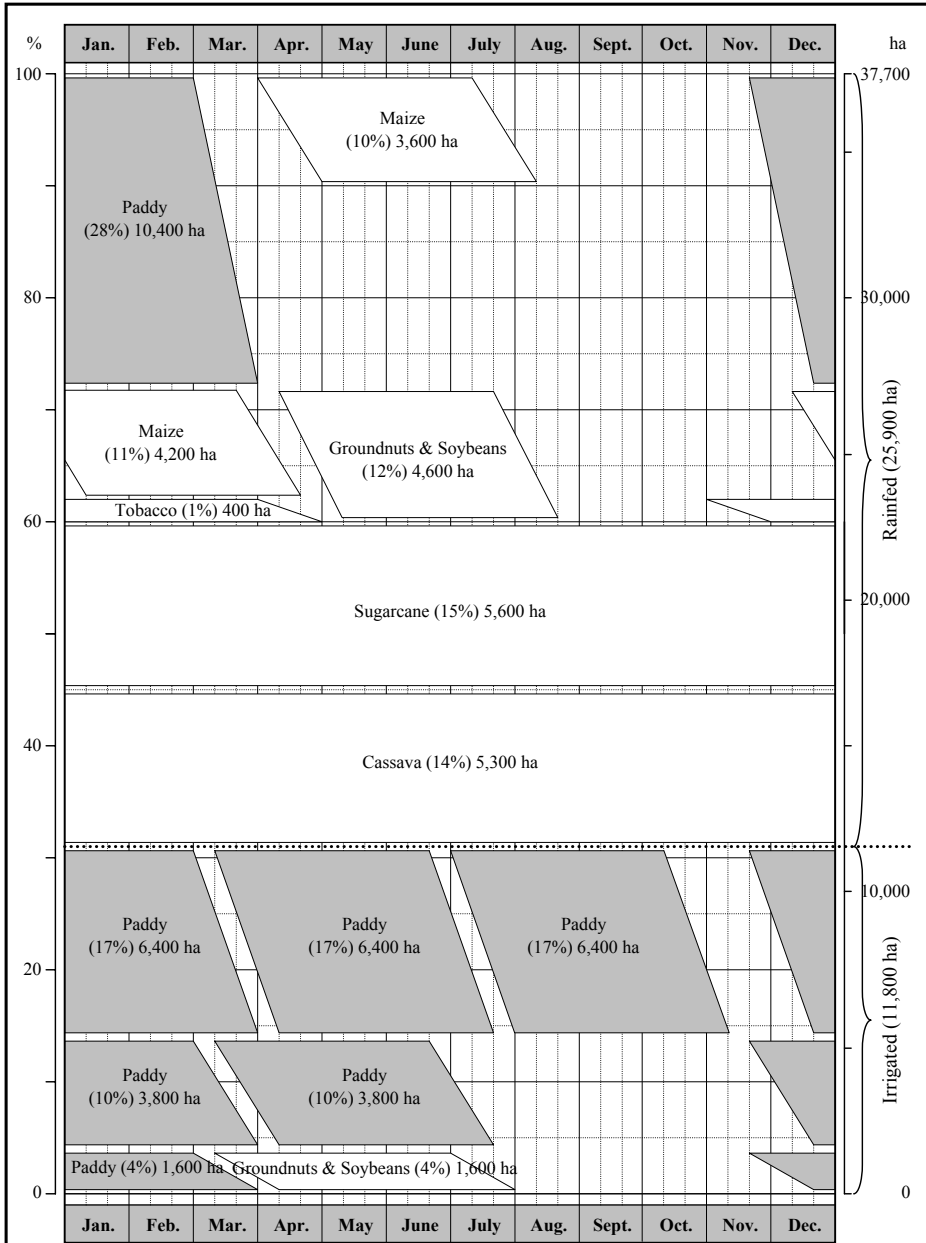 % Jan. Feb. Mar. Apr. May June July Aug. Sept. Oct. Nov. Dec. ha
100 37,700
Maize
(10%) 3,600 ha
Paddy
(28%) 10,400 ha
80 30,000
Maize
(11%) 4,200 ha
Groundnuts & Soybeans
(12%) 4,600 ha
Rainfed (25,900 ha)
Tobacco (1%) 400 ha
60
Sugarcane (15%) 5,600 ha
20,000
40
Cassava (14%) 5,300 ha
10,000
Paddy
(17%) 6,400 ha
Paddy
(17%) 6,400 ha
Paddy
(17%) 6,400 ha
20
Irrigated (11,800 ha)
Paddy
(10%) 3,800 ha
Paddy
(10%) 3,800 ha
Paddy (4%) 1,600 ha
Groundnuts & Soybeans (4%) 1,600 ha
0 0
Jan. Feb. Mar. Apr. May June July Aug. Sept. Oct. Nov. Dec.